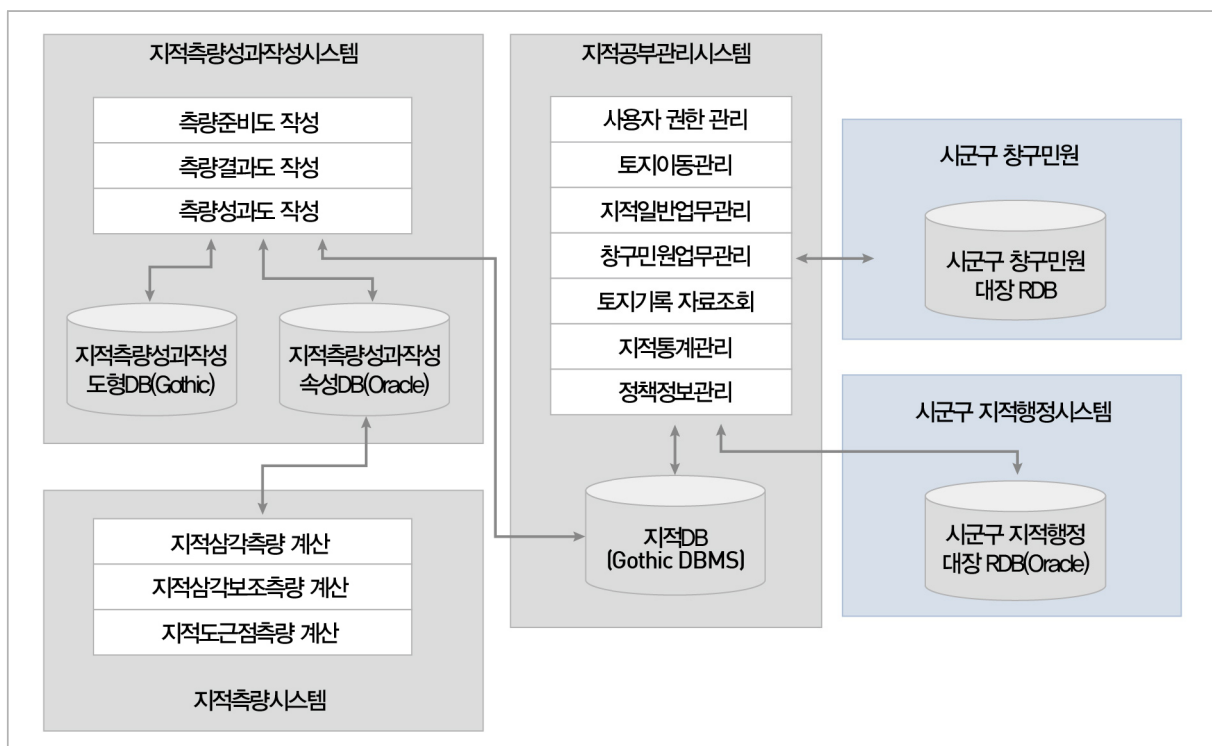 지적측량성과작성시스템
측량준비도 작성
측량결과도 작성
측량성과도 작성
지적측량성과작성
도형DB(Gothic)
지적측량성과작성
속성DB(Oracle)
지적삼각측량 계산
지적삼각보조측량 계산
지적도근점측량 계산
지적측량시스템
지적공부관리시스템
사용자 권한 관리
토지이동관리
지적일반업무관리
창구민원업무관리
토지기록 자료조회
지적통계관리
정책정보관리
지적DB
(Gothic DBMS)
시군구 창구민원
시군구 창구민원
대장 RDB
시군구 지적행정시스템
시군구 지적행정
대장 RDB(Oracle)